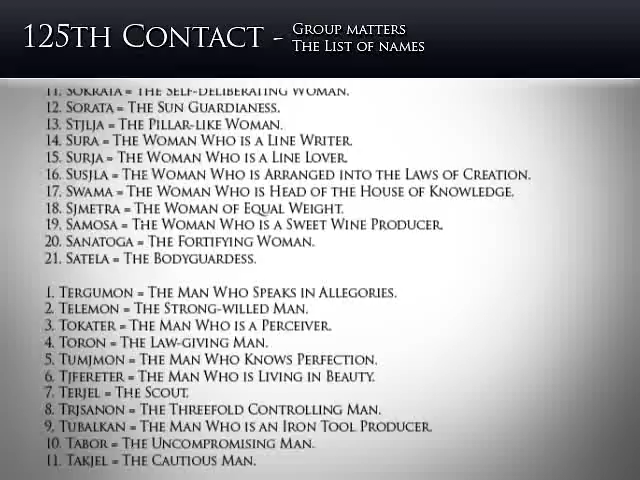 125th Contact - Group matters
The List of names
11. Sokrata = The Self-Deliberating Woman.
12. Sorata = The Sun Guardianess.
13. Stjlja = The Pillar-like Woman.
14. Sura = The Woman Who is a Line Writer.
15. Surja = The Woman Who is a Line Lover.
16. Susjla = The Woman Who is Arranged into the Laws of Creation.
17. Swama = The Woman Who is Head of the House of Knowledge.
18. Sjmetra = The Woman of Equal Weight.
19. Samosa = The Woman Who is a Sweet Wine Producer.
20. Sanatoga = The Fortifying Woman.
21. Satela = The Bodyguardess.
1. Tergumon = The Man Who Speaks in Allegories.
2. Telemon = The Strong-willed Man.
3. Tokater = The Man Who is a Perceiver.
4. Toron = The Law-giving Man.
5. Tumjmon = The Man Who Knows Perfection.
6. Tjfereter = The Man Who is Living in Beauty.
7. Terjel = The Scout.
8. Trjsanon = The Threefold Controlling Man.
9, Tubalkan = The Man Who is an Iron Tool Producer.
10. Tabor = The Uncompromising Man.
11. Takjel = The Cautious Man.